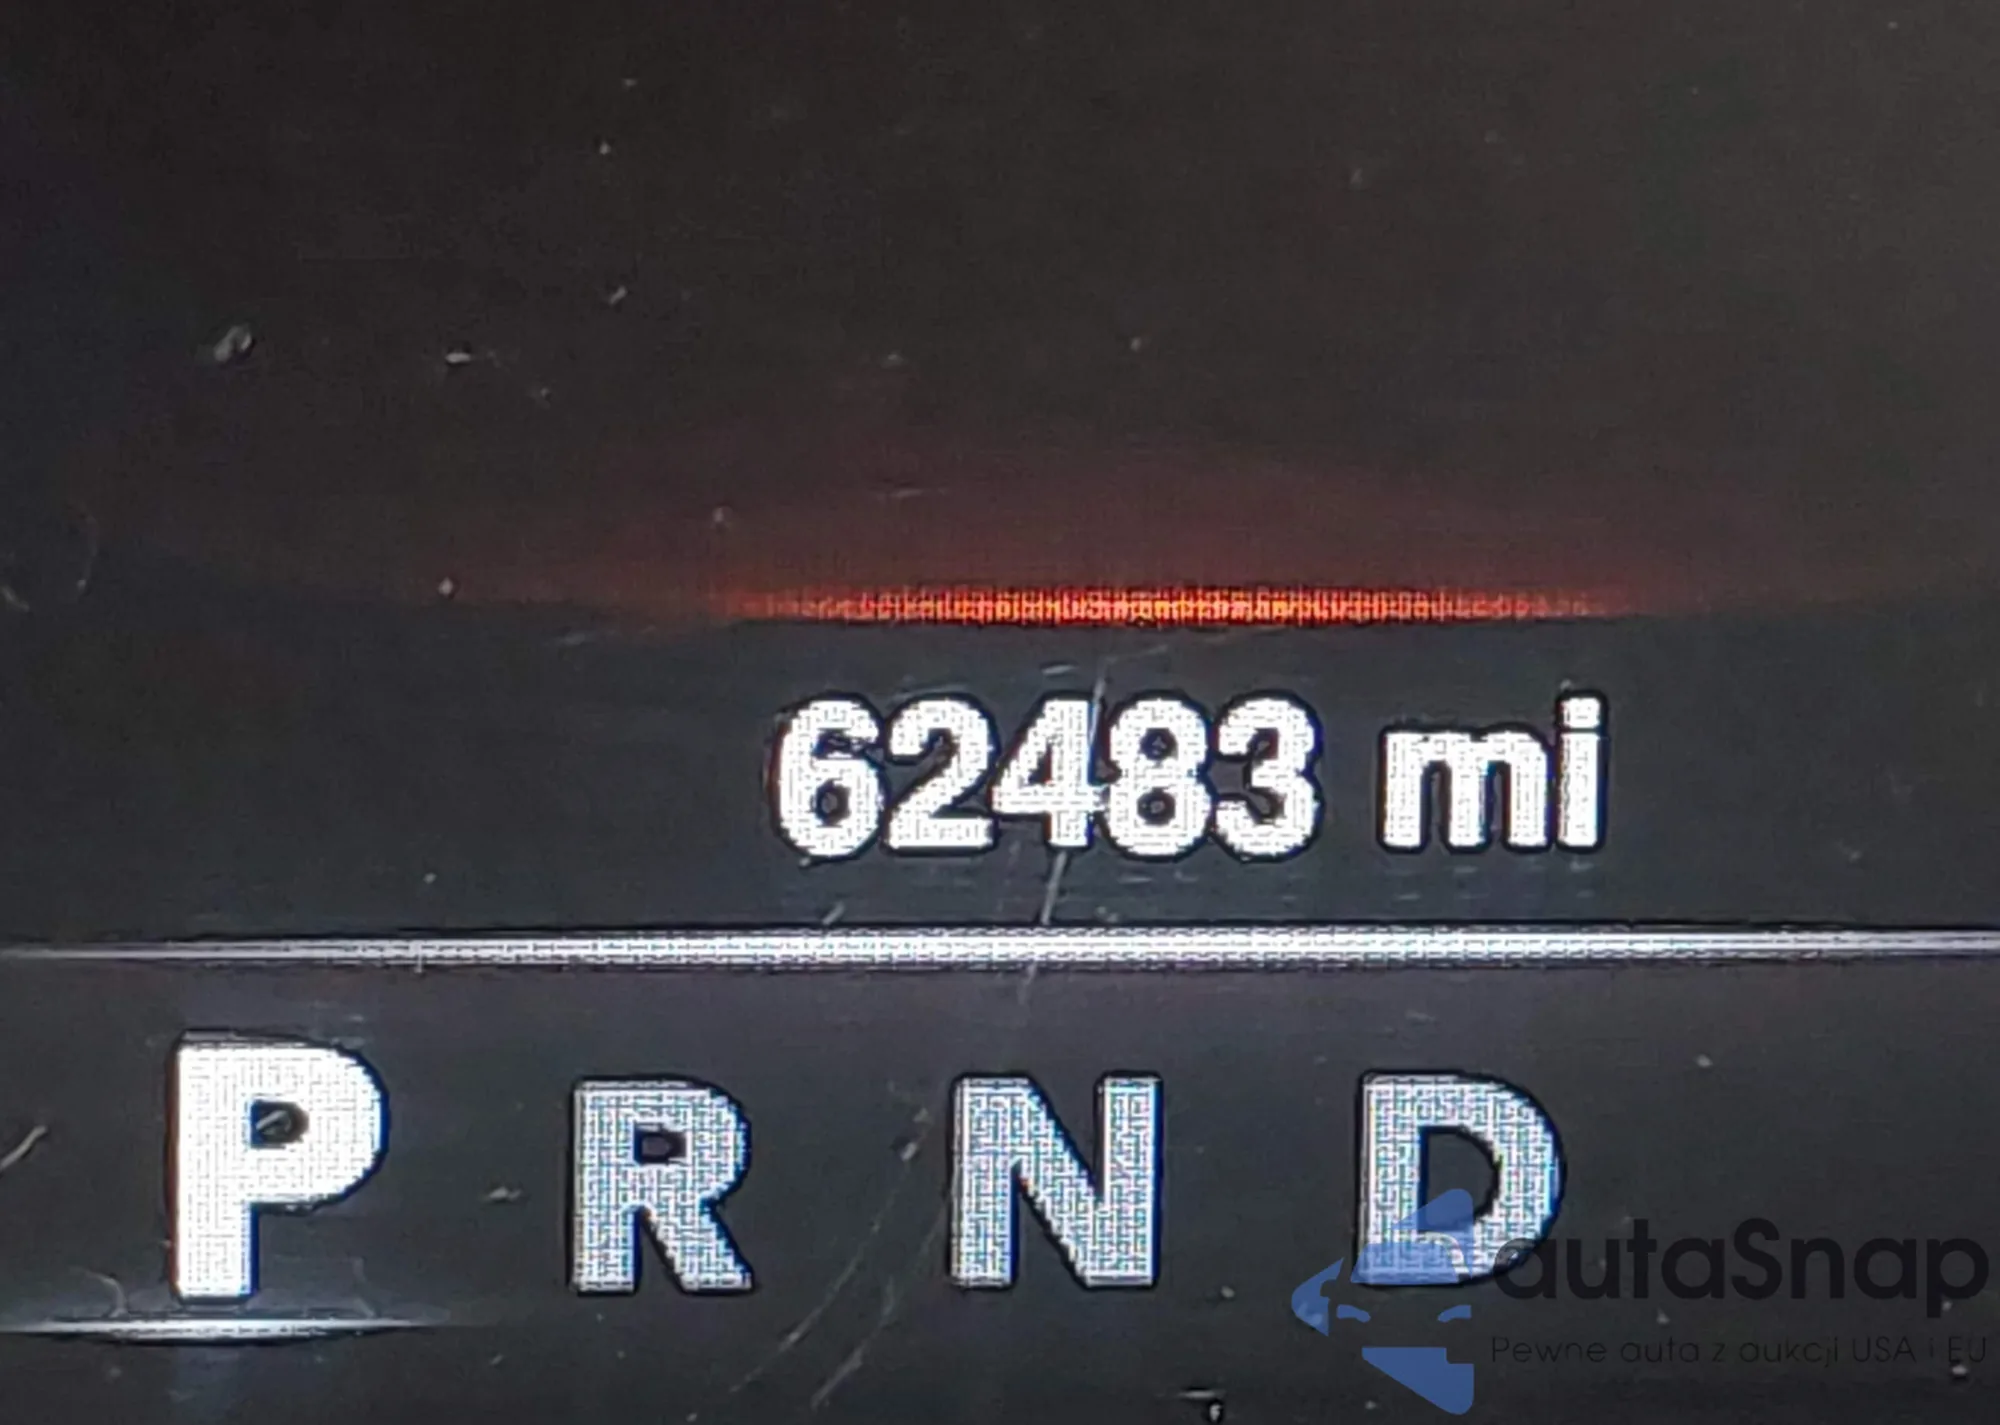 62483 mi
P R N D
autaSnap
Pewne auta z aukcji USA i EU